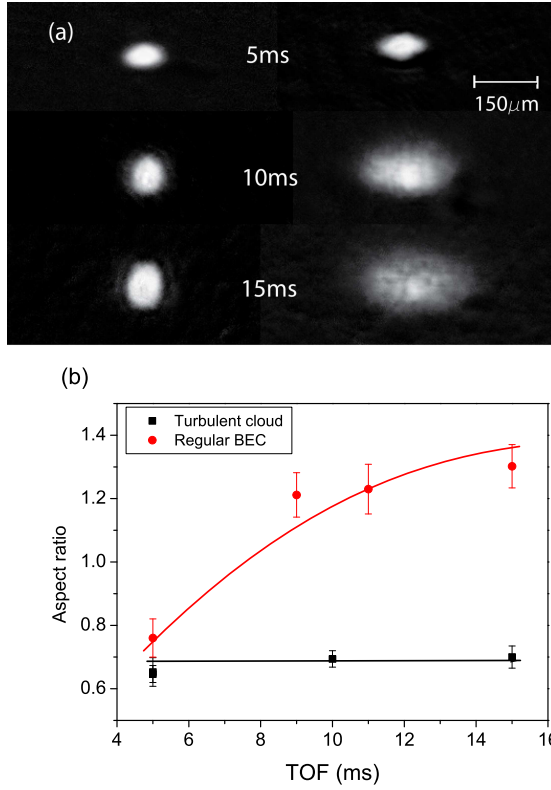 (a)
5ms
150μm
10ms
15ms
(b)
Turbulent cloud
Regular BEC
Aspect ratio
1.4
1.2
1.0
0.8
0.6
4 6 8 10 12 14 16
TOF (ms)